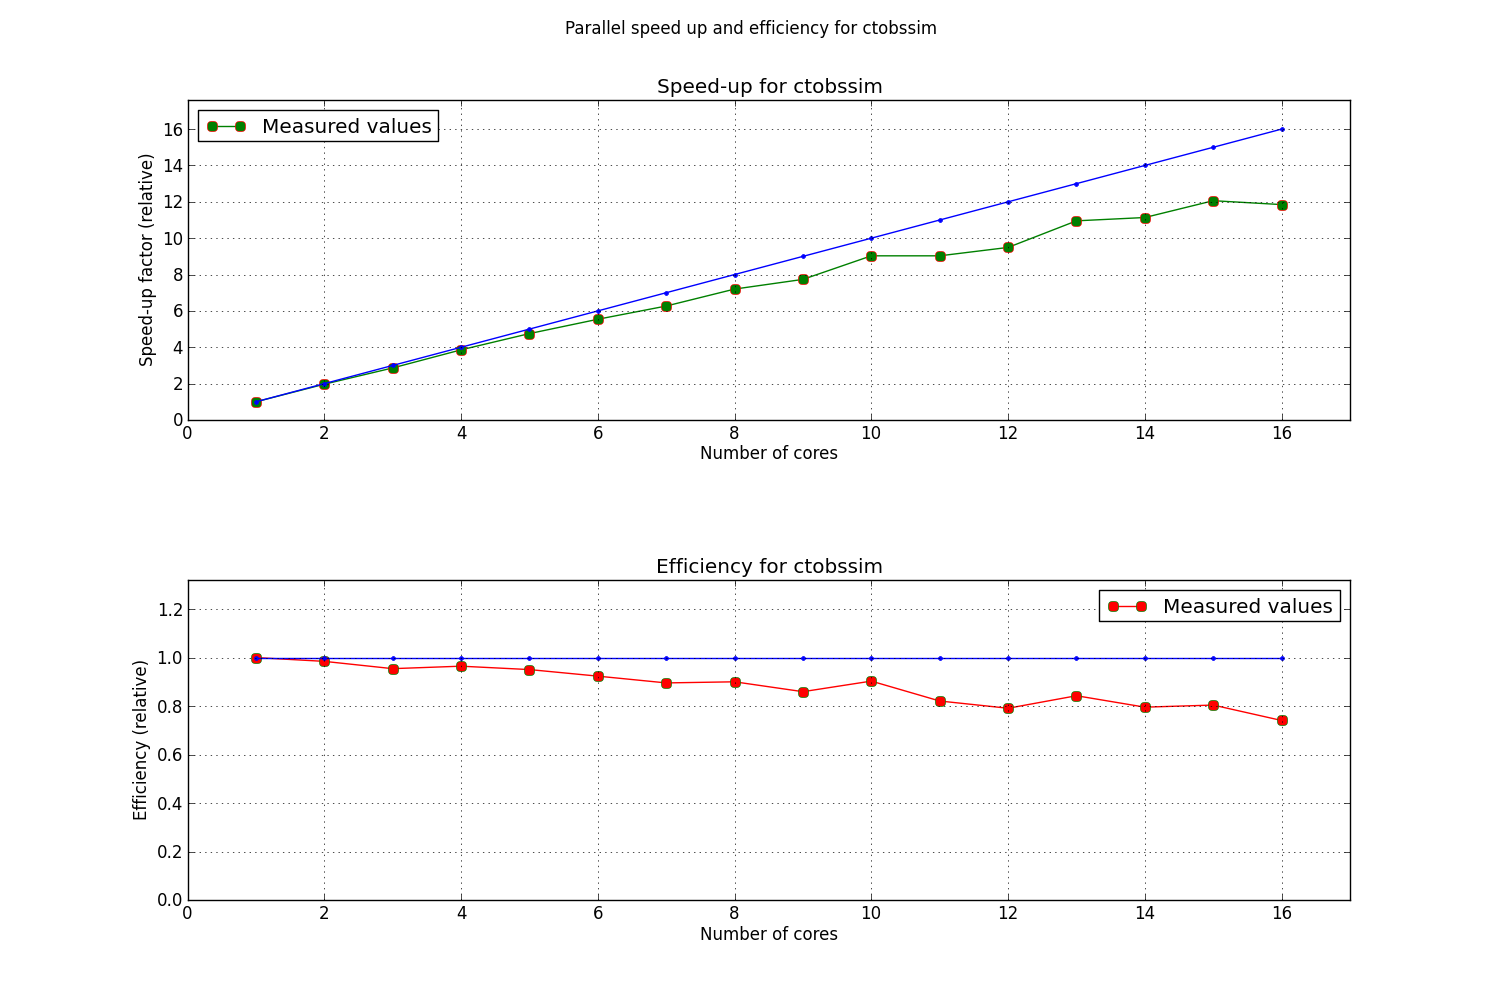 Parallel speed up and efficiency for ctobssim
Speed-up for ctobssim
Measured values
16
14
12
10
8
6
4
2
0
Speed-up factor (relative)
0 2 4 6 8 10 12 14 16
Number of cores
Efficiency for ctobssim
Measured values
1.2
1.0
0.8
0.6
0.4
0.2
0.0
Efficiency (relative)
0 2 4 6 8 10 12 14 16
Number of cores